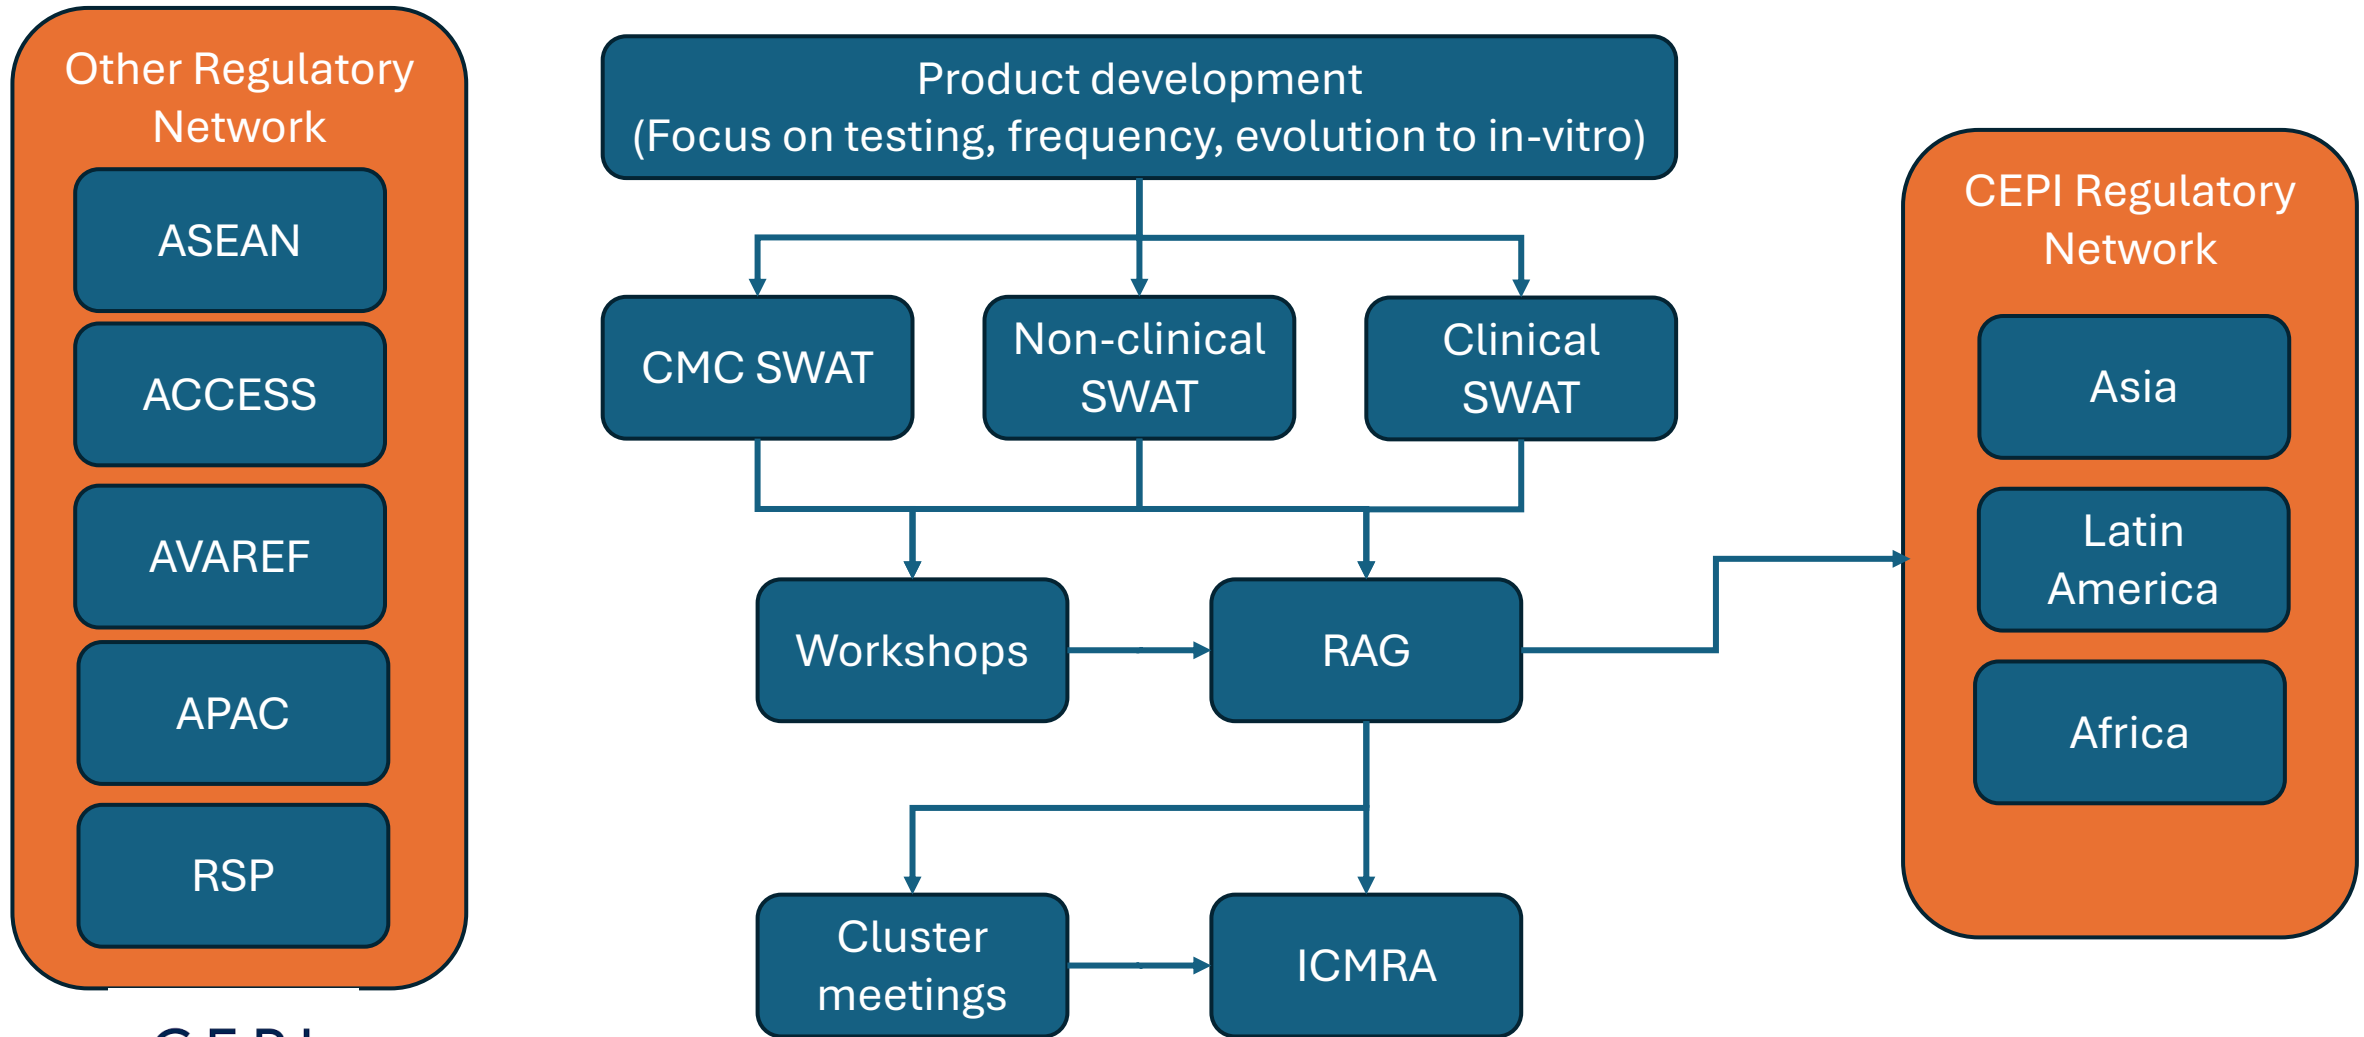 Other Regulatory
Network
ASEAN
ACCESS
AVAREF
APAC
RSP
Product development
(Focus on testing, frequency, evolution to in-vitro)
CMC SWAT
Non-clinical
SWAT
Clinical
SWAT
Workshops
RAG
Cluster
meetings
ICMRA
CEPI Regulatory
Network
Asia
Latin
America
Africa
CEPI